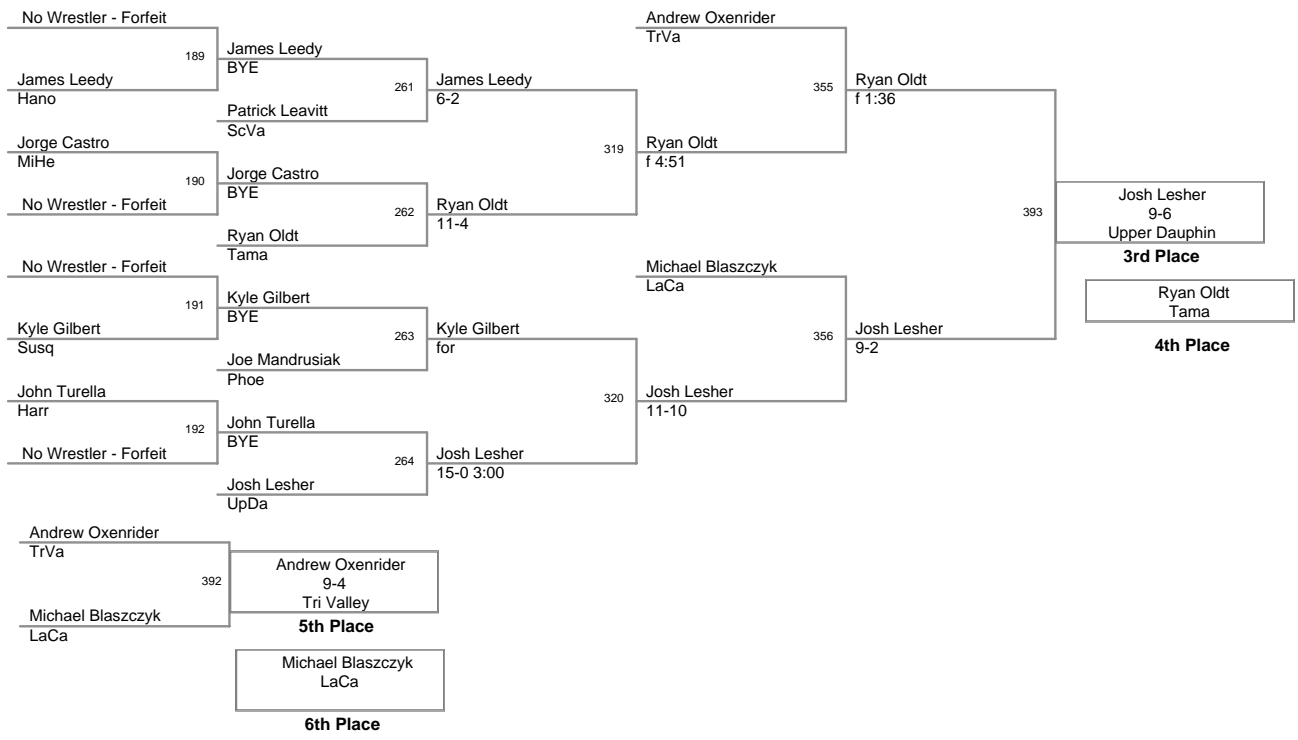 No Wrestler - Forfeit
189
James Leedy
Hano
Jorge Castro
MiHe
190
No Wrestler - Forfeit
No Wrestler - Forfeit
191
Kyle Gilbert
Susq
John Turella
Harr
192
No Wrestler - Forfeit
James Leedy
BYE
261
Patrick Leavitt
ScVa
Jorge Castro
BYE
262
Ryan Oldt
Tama
Kyle Gilbert
BYE
263
Joe Mandrusiak
Phoe
John Turella
BYE
264
Josh Lesher
UpDa
James Leedy
6-2
319
Ryan Oldt
11-4
Kyle Gilbert
for
320
Josh Lesher
15-0 3:00
Andrew Oxenrider
TrVa
355
Ryan Oldt
f 4:51
Michael Blaszczyk
LaCa
356
Josh Lesher
11-10
Ryan Oldt
f 1:36
393
Josh Lesher
9-2
Josh Lesher
9-6
Upper Dauphin
3rd Place
Ryan Oldt
Tama
4th Place
Andrew Oxenrider
TrVa
392
Michael Blaszczyk
LaCa
Andrew Oxenrider
9-4
Tri Valley
5th Place
Michael Blaszczyk
LaCa
6th Place